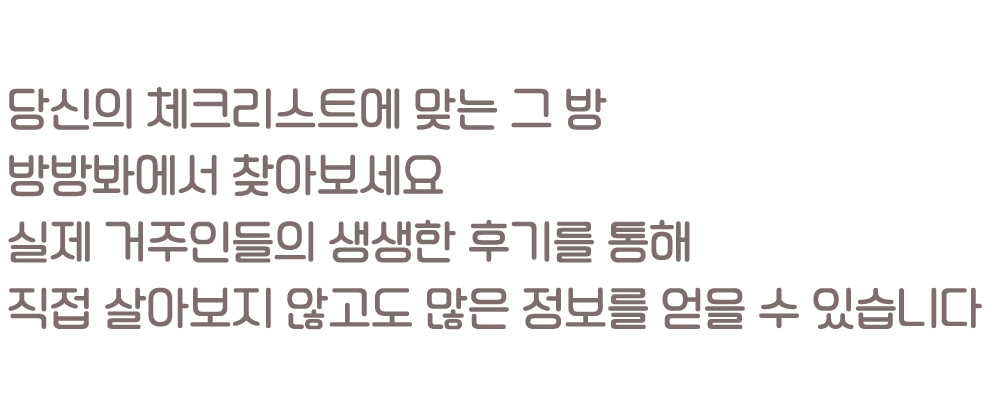 당신의 체크리스트에 맞는 그 방
방방봐에서 찾아보세요
실제 거주인들의 생생한 후기를 통해
직접 살아보지 않고도 많은 정보를 얻을 수 있습니다